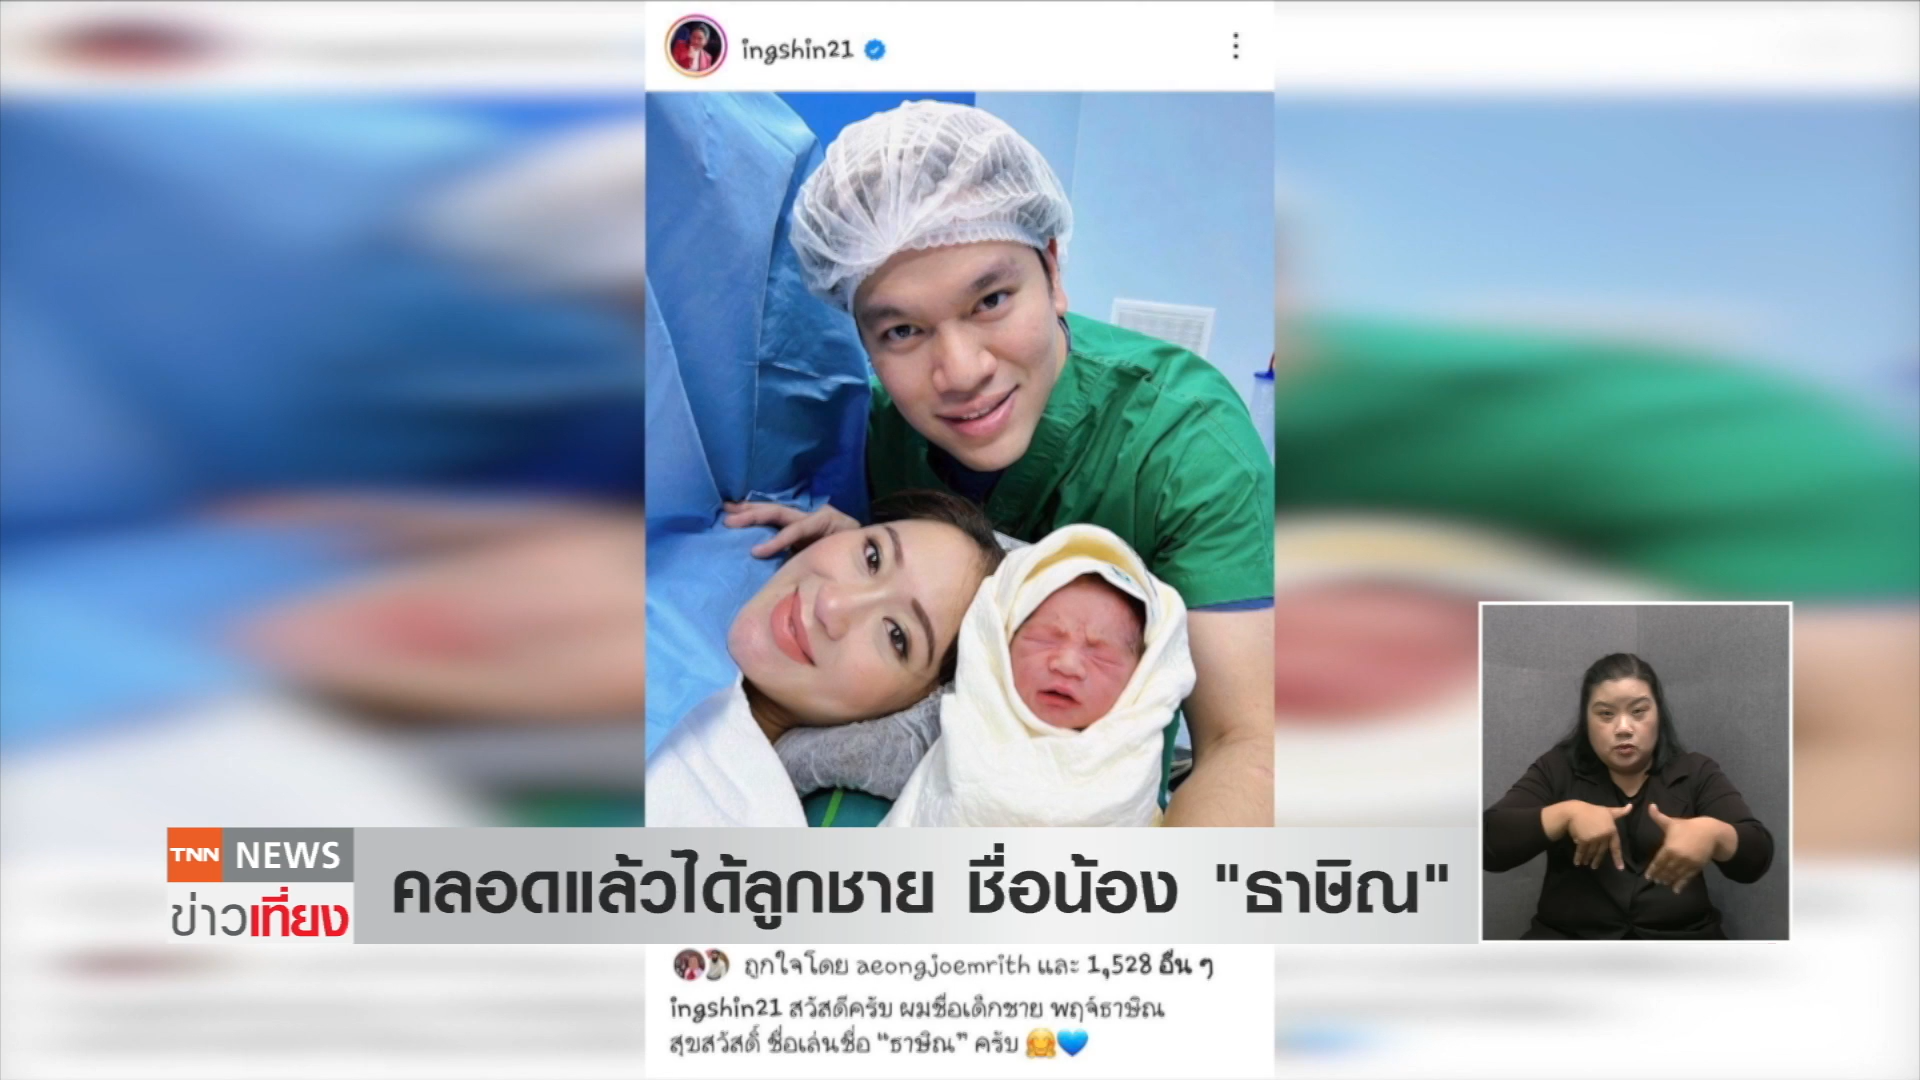 ingshin21
TNN NEWS
ข่าวเที่ยง
คลอดแล้วได้ลูกชาย ชื่อน้อง "ธาษิณ"
ถูกใจโดย aeongjoemrith และ 1,528 อื่น ๆ
ingshin21 สวัสดีครับ ผมชื่อเด็กชาย พฤจ์ธาษิณ
สุขสวัสดิ์ ชื่อเล่นชื่อ “ธาษิณ” ครับ 🤗💙